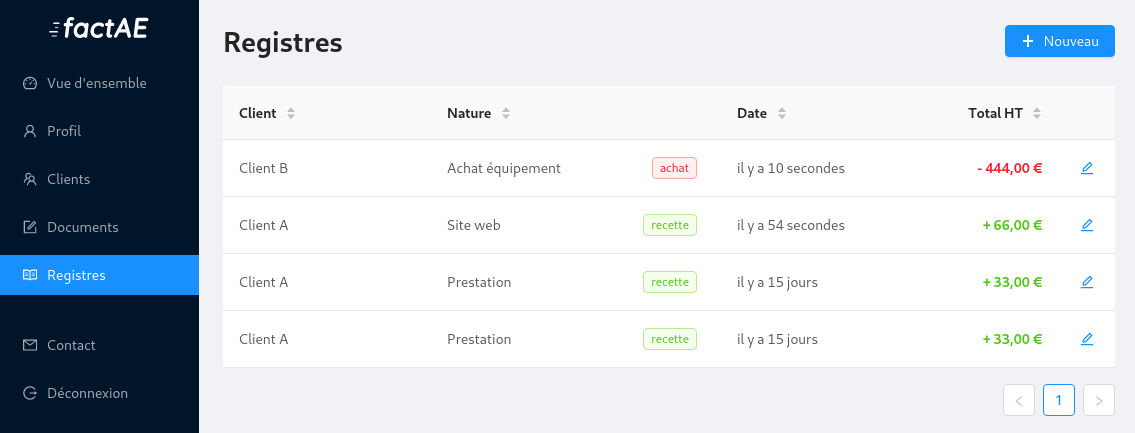 factAE
Vue d'ensemble
Profil
Clients
Documents
Registres
Contact
Déconnexion
Registres
+ Nouveau
Client Nature Date Total HT
Client B Achat équipement achat il y a 10 secondes - 444,00 €
Client A Site web recette il y a 54 secondes + 66,00 €
Client A Prestation recette il y a 15 jours + 33,00 €
Client A Prestation recette il y a 15 jours + 33,00 €
< 1 >